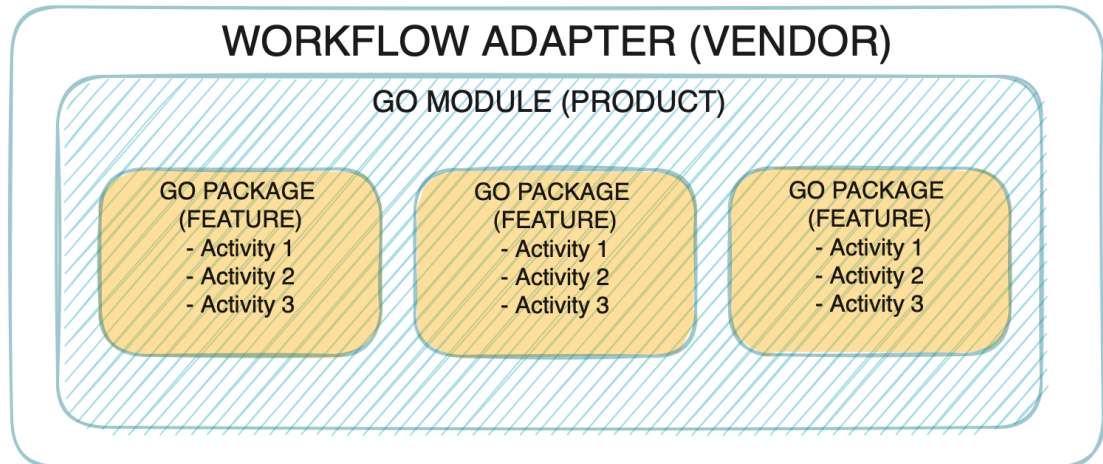 WORKFLOW ADAPTER (VENDOR)
GO MODULE (PRODUCT)
GO PACKAGE
(FEATURE)
- Activity 1
- Activity 2
- Activity 3
GO PACKAGE
(FEATURE)
- Activity 1
- Activity 2
- Activity 3
GO PACKAGE
(FEATURE)
- Activity 1
- Activity 2
- Activity 3